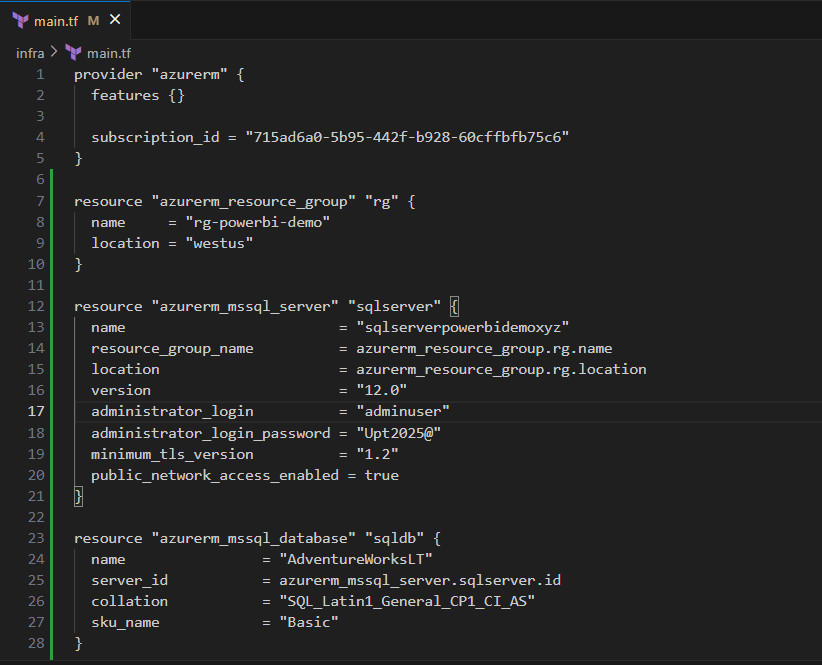 main.tf M ×
infra > main.tf
1 provider "azurerm" {
2   features {}
3
4   subscription_id = "715ad6a0-5b95-442f-b928-60cffbfb75c6"
5 }
6
7 resource "azurerm_resource_group" "rg" {
8   name     = "rg-powerbi-demo"
9   location = "westus"
10 }
11
12 resource "azurerm_mssql_server" "sqlserver" {
13   name                         = "sqlserverpowerbidemoxyz"
14   resource_group_name          = azurerm_resource_group.rg.name
15   location                     = azurerm_resource_group.rg.location
16   version                      = "12.0"
17   administrator_login          = "adminuser"
18   administrator_login_password = "Upt2025@"
19   minimum_tls_version          = "1.2"
20   public_network_access_enabled = true
21 }
22
23 resource "azurerm_mssql_database" "sqldb" {
24   name                = "AdventureWorksLT"
25   server_id           = azurerm_mssql_server.sqlserver.id
26   collation           = "SQL_Latin1_General_CP1_CI_AS"
27   sku_name            = "Basic"
28 }